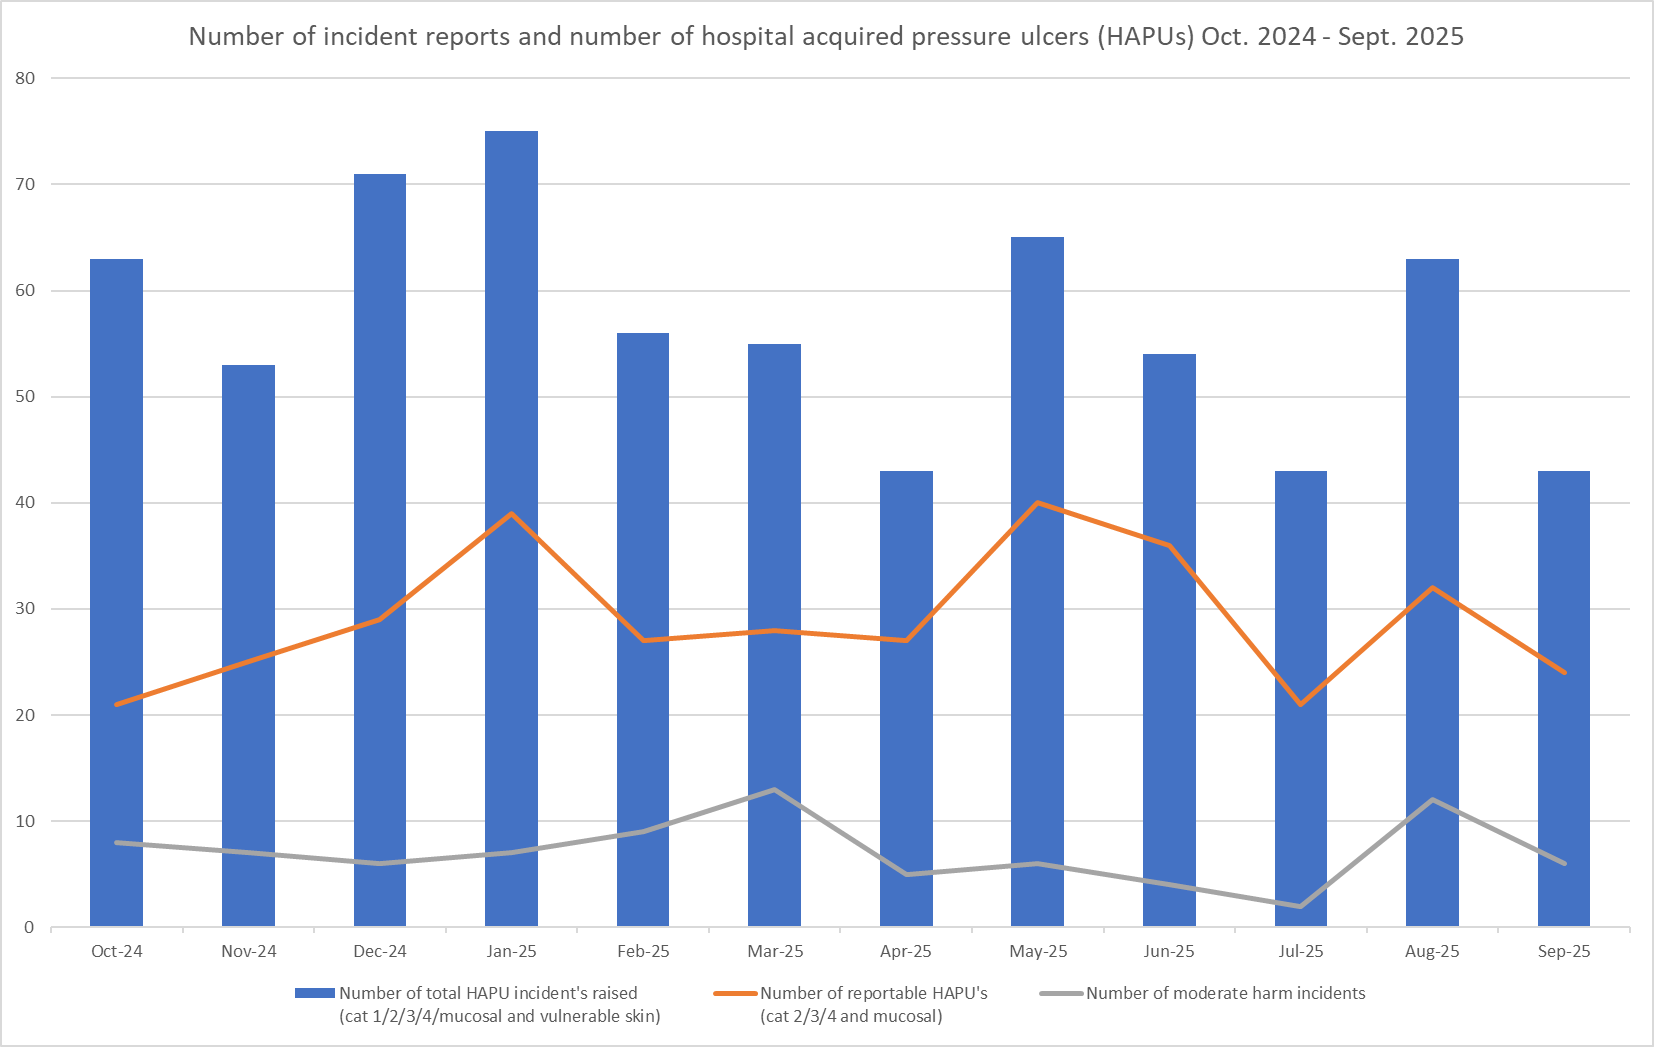 Number of incident reports and number of hospital acquired pressure ulcers (HAPUs) Oct. 2024 - Sept. 2025
80
70
60
50
40
30
20
10
0
Oct-24 Nov-24 Dec-24 Jan-25 Feb-25 Mar-25 Apr-25 May-25 Jun-25 Jul-25 Aug-25 Sep-25
Number of total HAPU incident's raised
(cat 1/2/3/4/mucosal and vulnerable skin)
Number of reportable HAPU's
(cat 2/3/4 and mucosal)
Number of moderate harm incidents